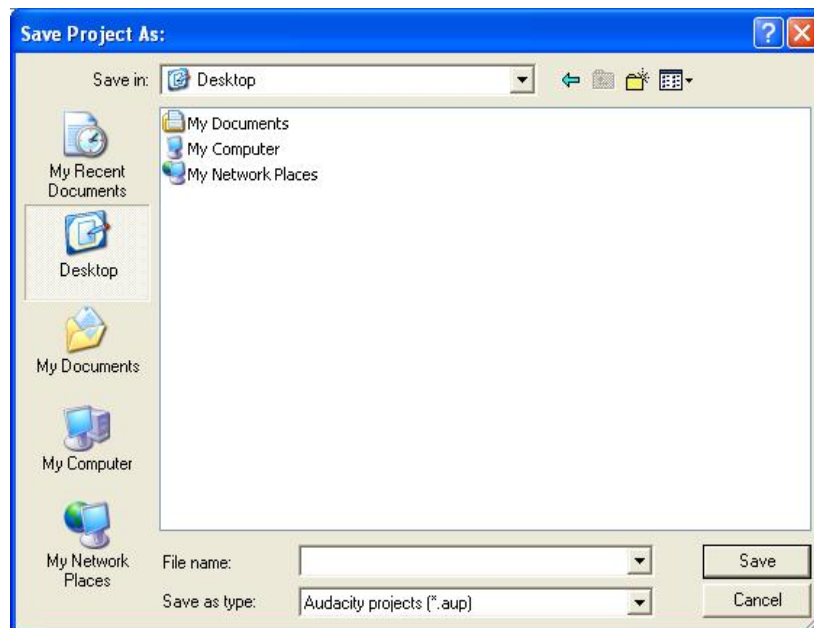 Save Project As:
Save in:
Desktop
My Documents
My Computer
My Network Places
My Recent
Documents
Desktop
My Documents
My Computer
My Network
Places
File name:
Save
Save as type:
Audacity projects (*.aup)
Cancel